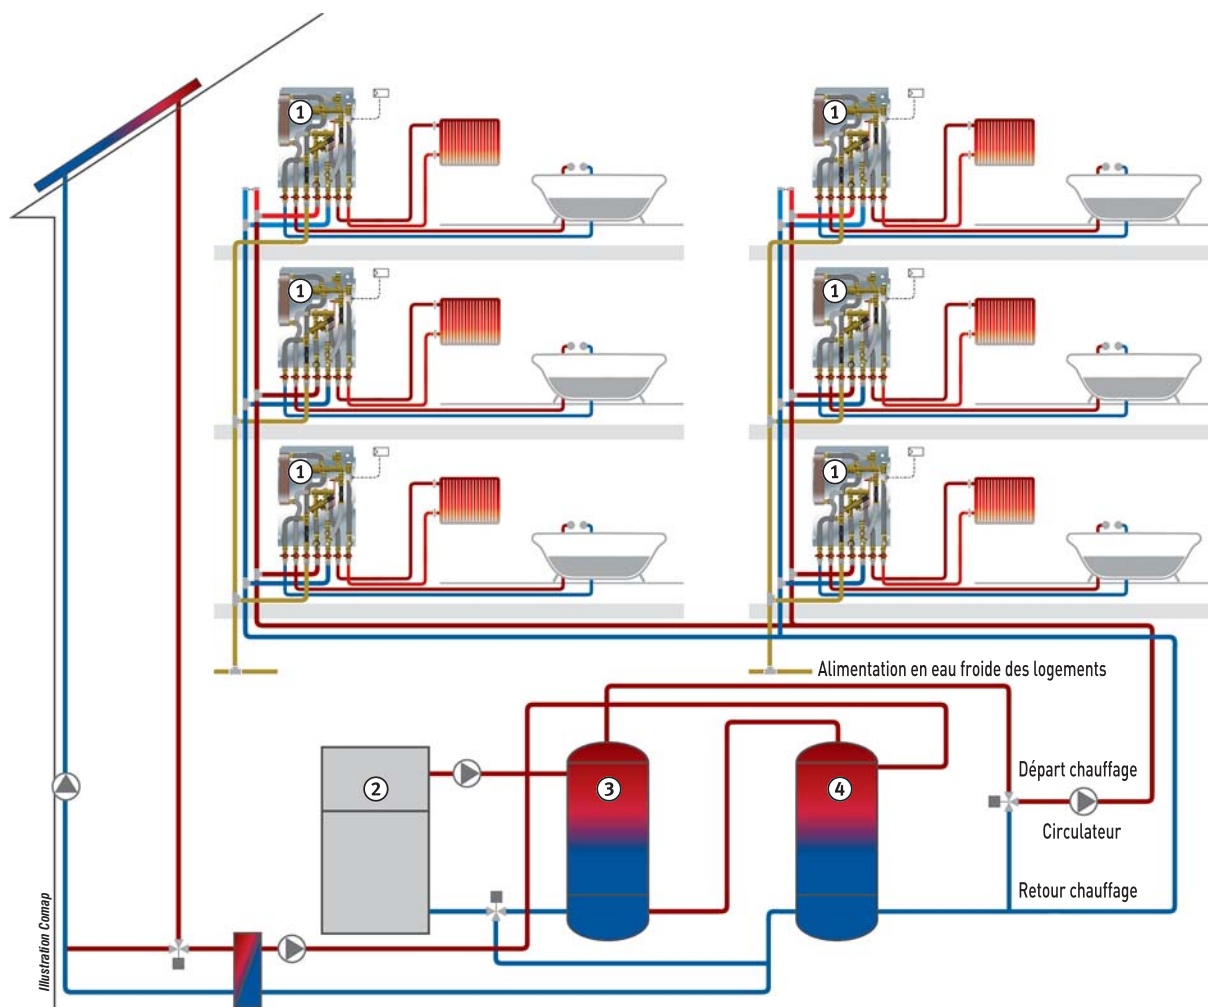 1
1
1
1
1
1
Alimentation en eau froide des logements
Départ chauffage
2
3
4
Circulateur
Retour chauffage
Illustration Comap